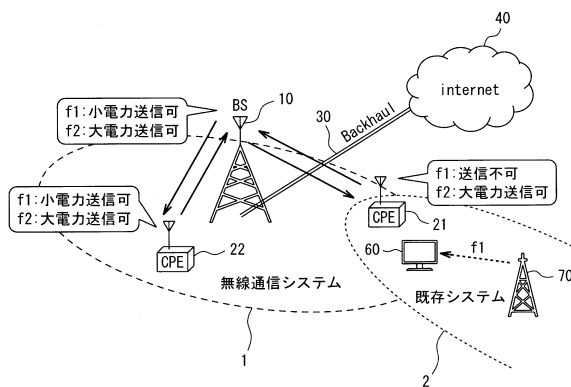 40
internet
f1:小電力送信可
f2:大電力送信可
BS
10
30
Backhaul
f1:送信不可
f2:大電力送信可
f1:小電力送信可
f2:大電力送信可
CPE
21
CPE
22
60
f1
70
無線通信システム
既存システム
1
2